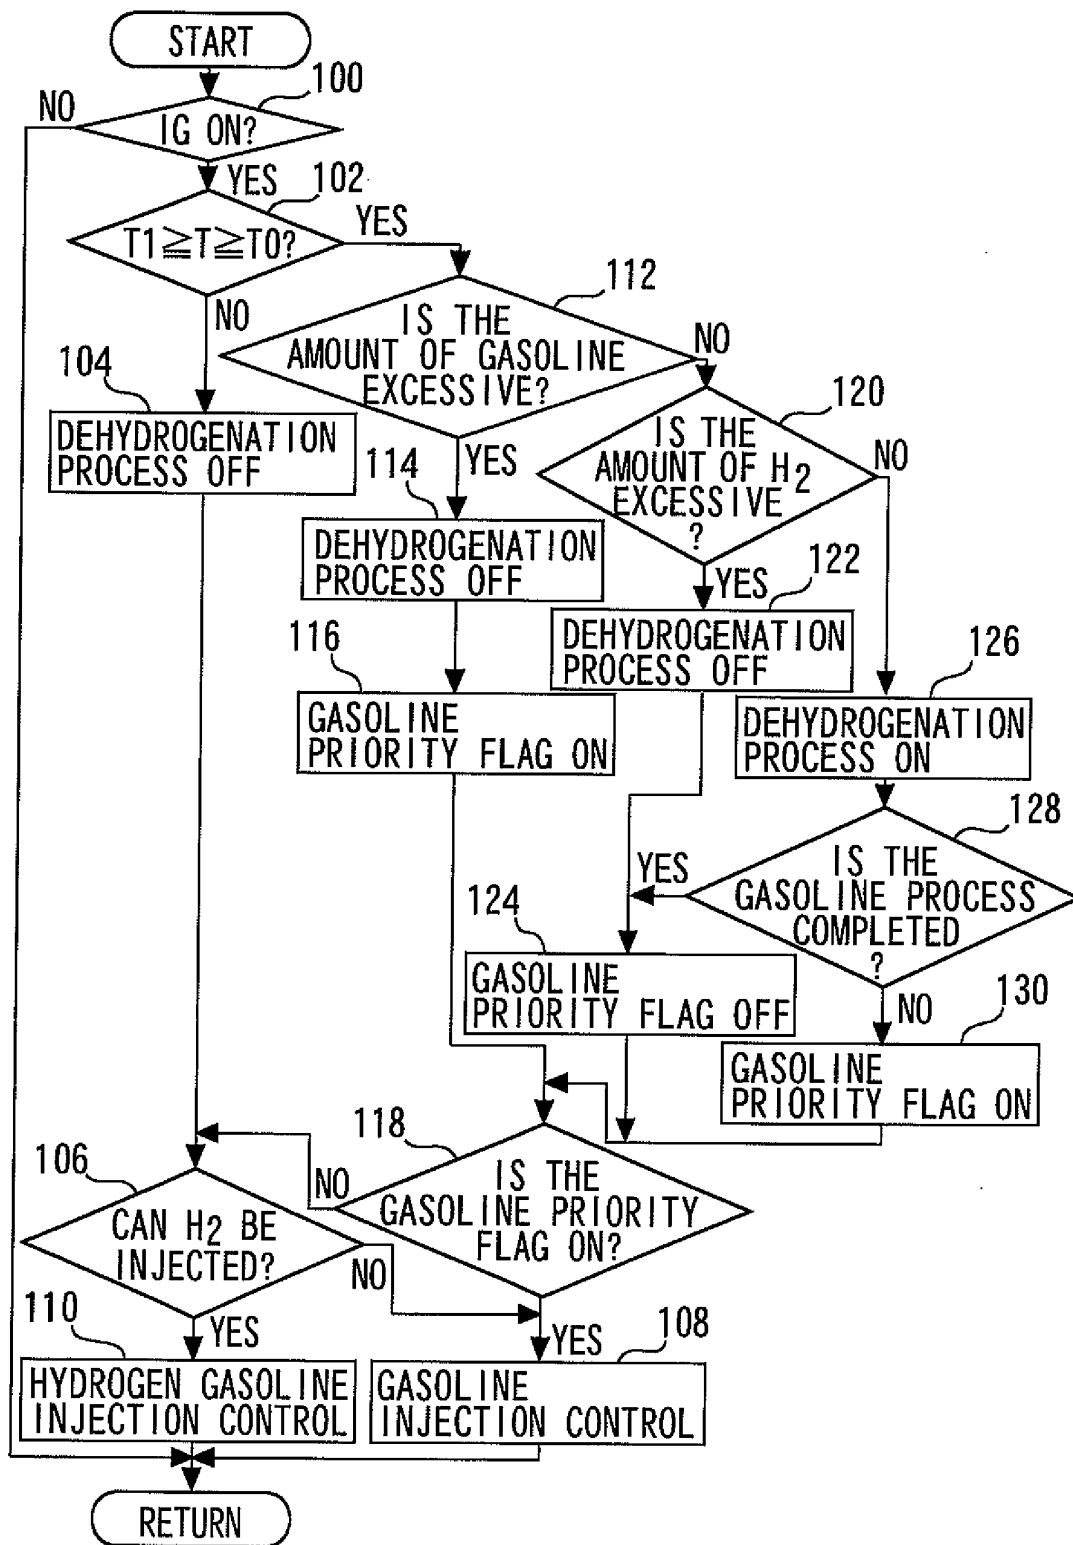 START
100
NO
IG ON?
YES
102
YES
T1≧T≧T0?
NO
112
IS THE
AMOUNT OF GASOLINE
EXCESSIVE?
NO
104
DEHYDROGENATION
PROCESS OFF
YES
114
120
IS THE
AMOUNT OF H2
EXCESSIVE
?
NO
DEHYDROGENATION
PROCESS OFF
YES
122
116
DEHYDROGENATION
PROCESS OFF
GASOLINE
PRIORITY FLAG ON
126
DEHYDROGENATION
PROCESS ON
128
IS THE
GASOLINE PROCESS
COMPLETED
?
YES
124
GASOLINE
PRIORITY FLAG OFF
NO
130
GASOLINE
PRIORITY FLAG ON
118
IS THE
GASOLINE PRIORITY
FLAG ON?
NO
106
CAN H2 BE
INJECTED?
NO
110
YES
YES
108
HYDROGEN GASOLINE
INJECTION CONTROL
GASOLINE
INJECTION CONTROL
RETURN